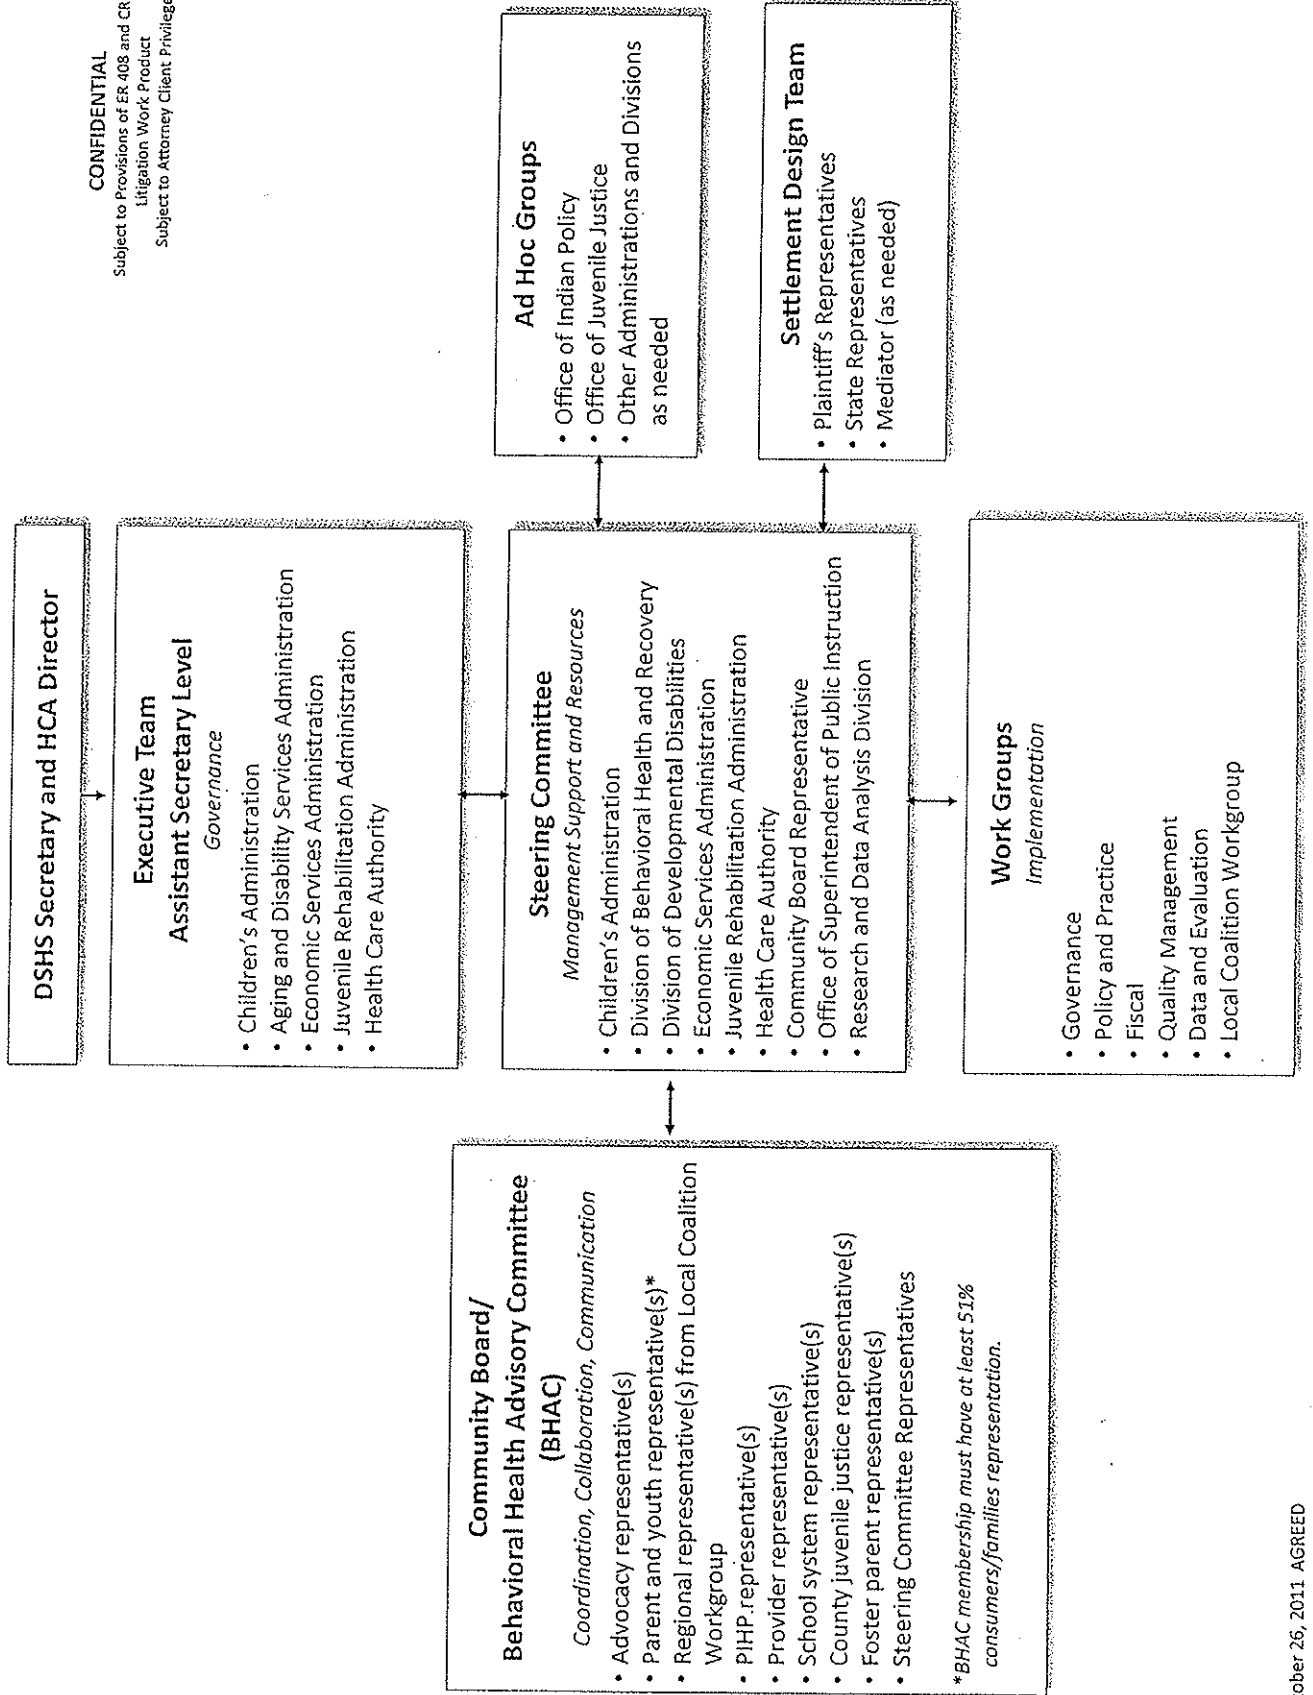 CONFIDENTIAL
Subject to Provisions of ER 408 and CR
Litigation Work Product
Subject to Attorney Client Privilege
DSHS Secretary and HCA Director
Executive Team
Assistant Secretary Level
Governance
• Children's Administration
• Aging and Disability Services Administration
• Economic Services Administration
• Juvenile Rehabilitation Administration
• Health Care Authority
Community Board/
Behavioral Health Advisory Committee
(BHAC)
Coordination, Collaboration, Communication
• Advocacy representative(s)
• Parent and youth representative(s)*
• Regional representative(s) from Local Coalition
Workgroup
• PIHP.representative(s)
• Provider representative(s)
• School system representative(s)
• County juvenile justice representative(s)
• Foster parent representative(s)
• Steering Committee Representatives
*BHAC membership must have at least 51%
consumers/families representation.
Steering Committee
Management Support and Resources
• Children's Administration
• Division of Behavioral Health and Recovery
• Division of Developmental Disabilities
• Economic Services Administration
• Juvenile Rehabilitation Administration
• Health Care Authority
• Community Board Representative
• Office of Superintendent of Public Instruction
• Research and Data Analysis Division
Ad Hoc Groups
• Office of Indian Policy
• Office of Juvenile Justice
• Other Administrations and Divisions
as needed
Settlement Design Team
• Plaintiff's Representatives
• State Representatives
• Mediator (as needed)
Work Groups
Implementation
• Governance
• Policy and Practice
• Fiscal
• Quality Management
• Data and Evaluation
• Local Coalition Workgroup
ober 26, 2011 AGREED